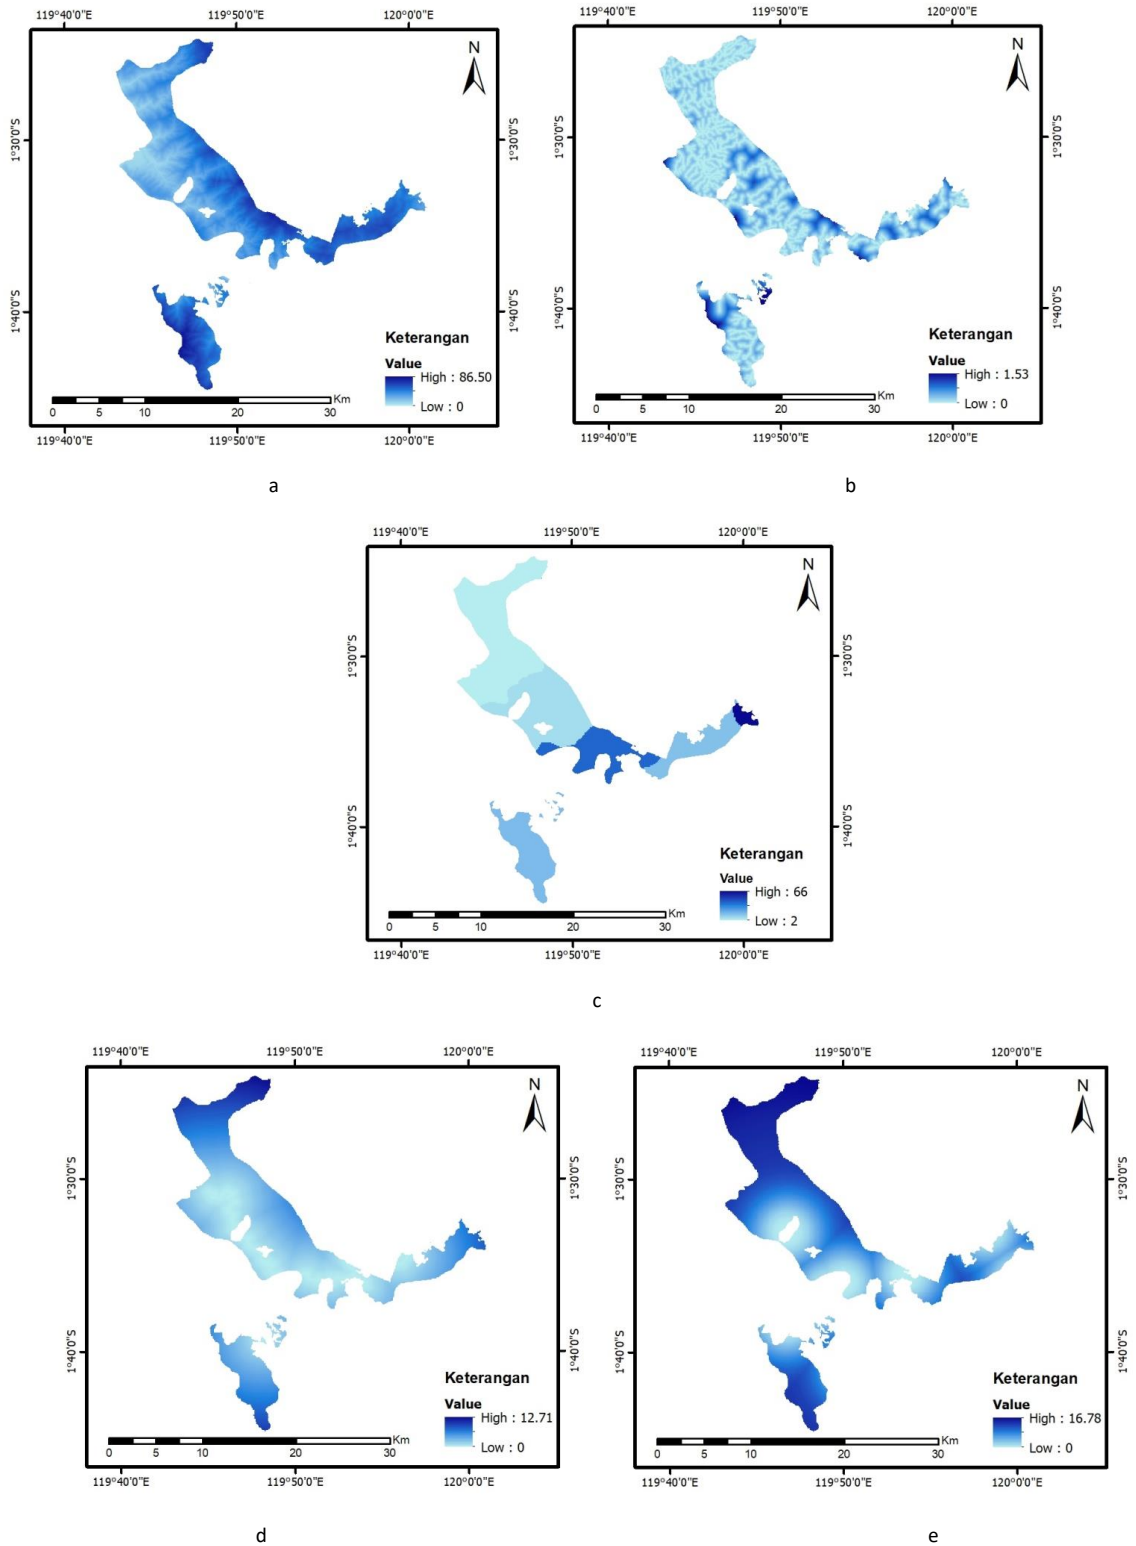 119°40'0"E 119°50'0"E 120°0'0"E
N
1°30'0"S 1°30'0"S
1°40'0"S 1°40'0"S
Keterangan
Value
High : 86.50
Low : 0
0 5 10 20 30 Km
119°40'0"E 119°50'0"E 120°0'0"E
a
119°40'0"E 119°50'0"E 120°0'0"E
N
1°30'0"S 1°30'0"S
1°40'0"S 1°40'0"S
Keterangan
Value
High : 1.53
Low : 0
0 5 10 20 30 Km
119°40'0"E 119°50'0"E 120°0'0"E
b
119°40'0"E 119°50'0"E 120°0'0"E
N
1°30'0"S 1°30'0"S
1°40'0"S 1°40'0"S
Keterangan
Value
High : 66
Low : 2
0 5 10 20 30 Km
119°40'0"E 119°50'0"E 120°0'0"E
c
119°40'0"E 119°50'0"E 120°0'0"E
N
1°30'0"S 1°30'0"S
1°40'0"S 1°40'0"S
Keterangan
Value
High : 12.71
Low : 0
0 5 10 20 30 Km
119°40'0"E 119°50'0"E 120°0'0"E
d
119°40'0"E 119°50'0"E 120°0'0"E
N
1°30'0"S 1°30'0"S
1°40'0"S 1°40'0"S
Keterangan
Value
High : 16.78
Low : 0
0 5 10 20 30 Km
119°40'0"E 119°50'0"E 120°0'0"E
e